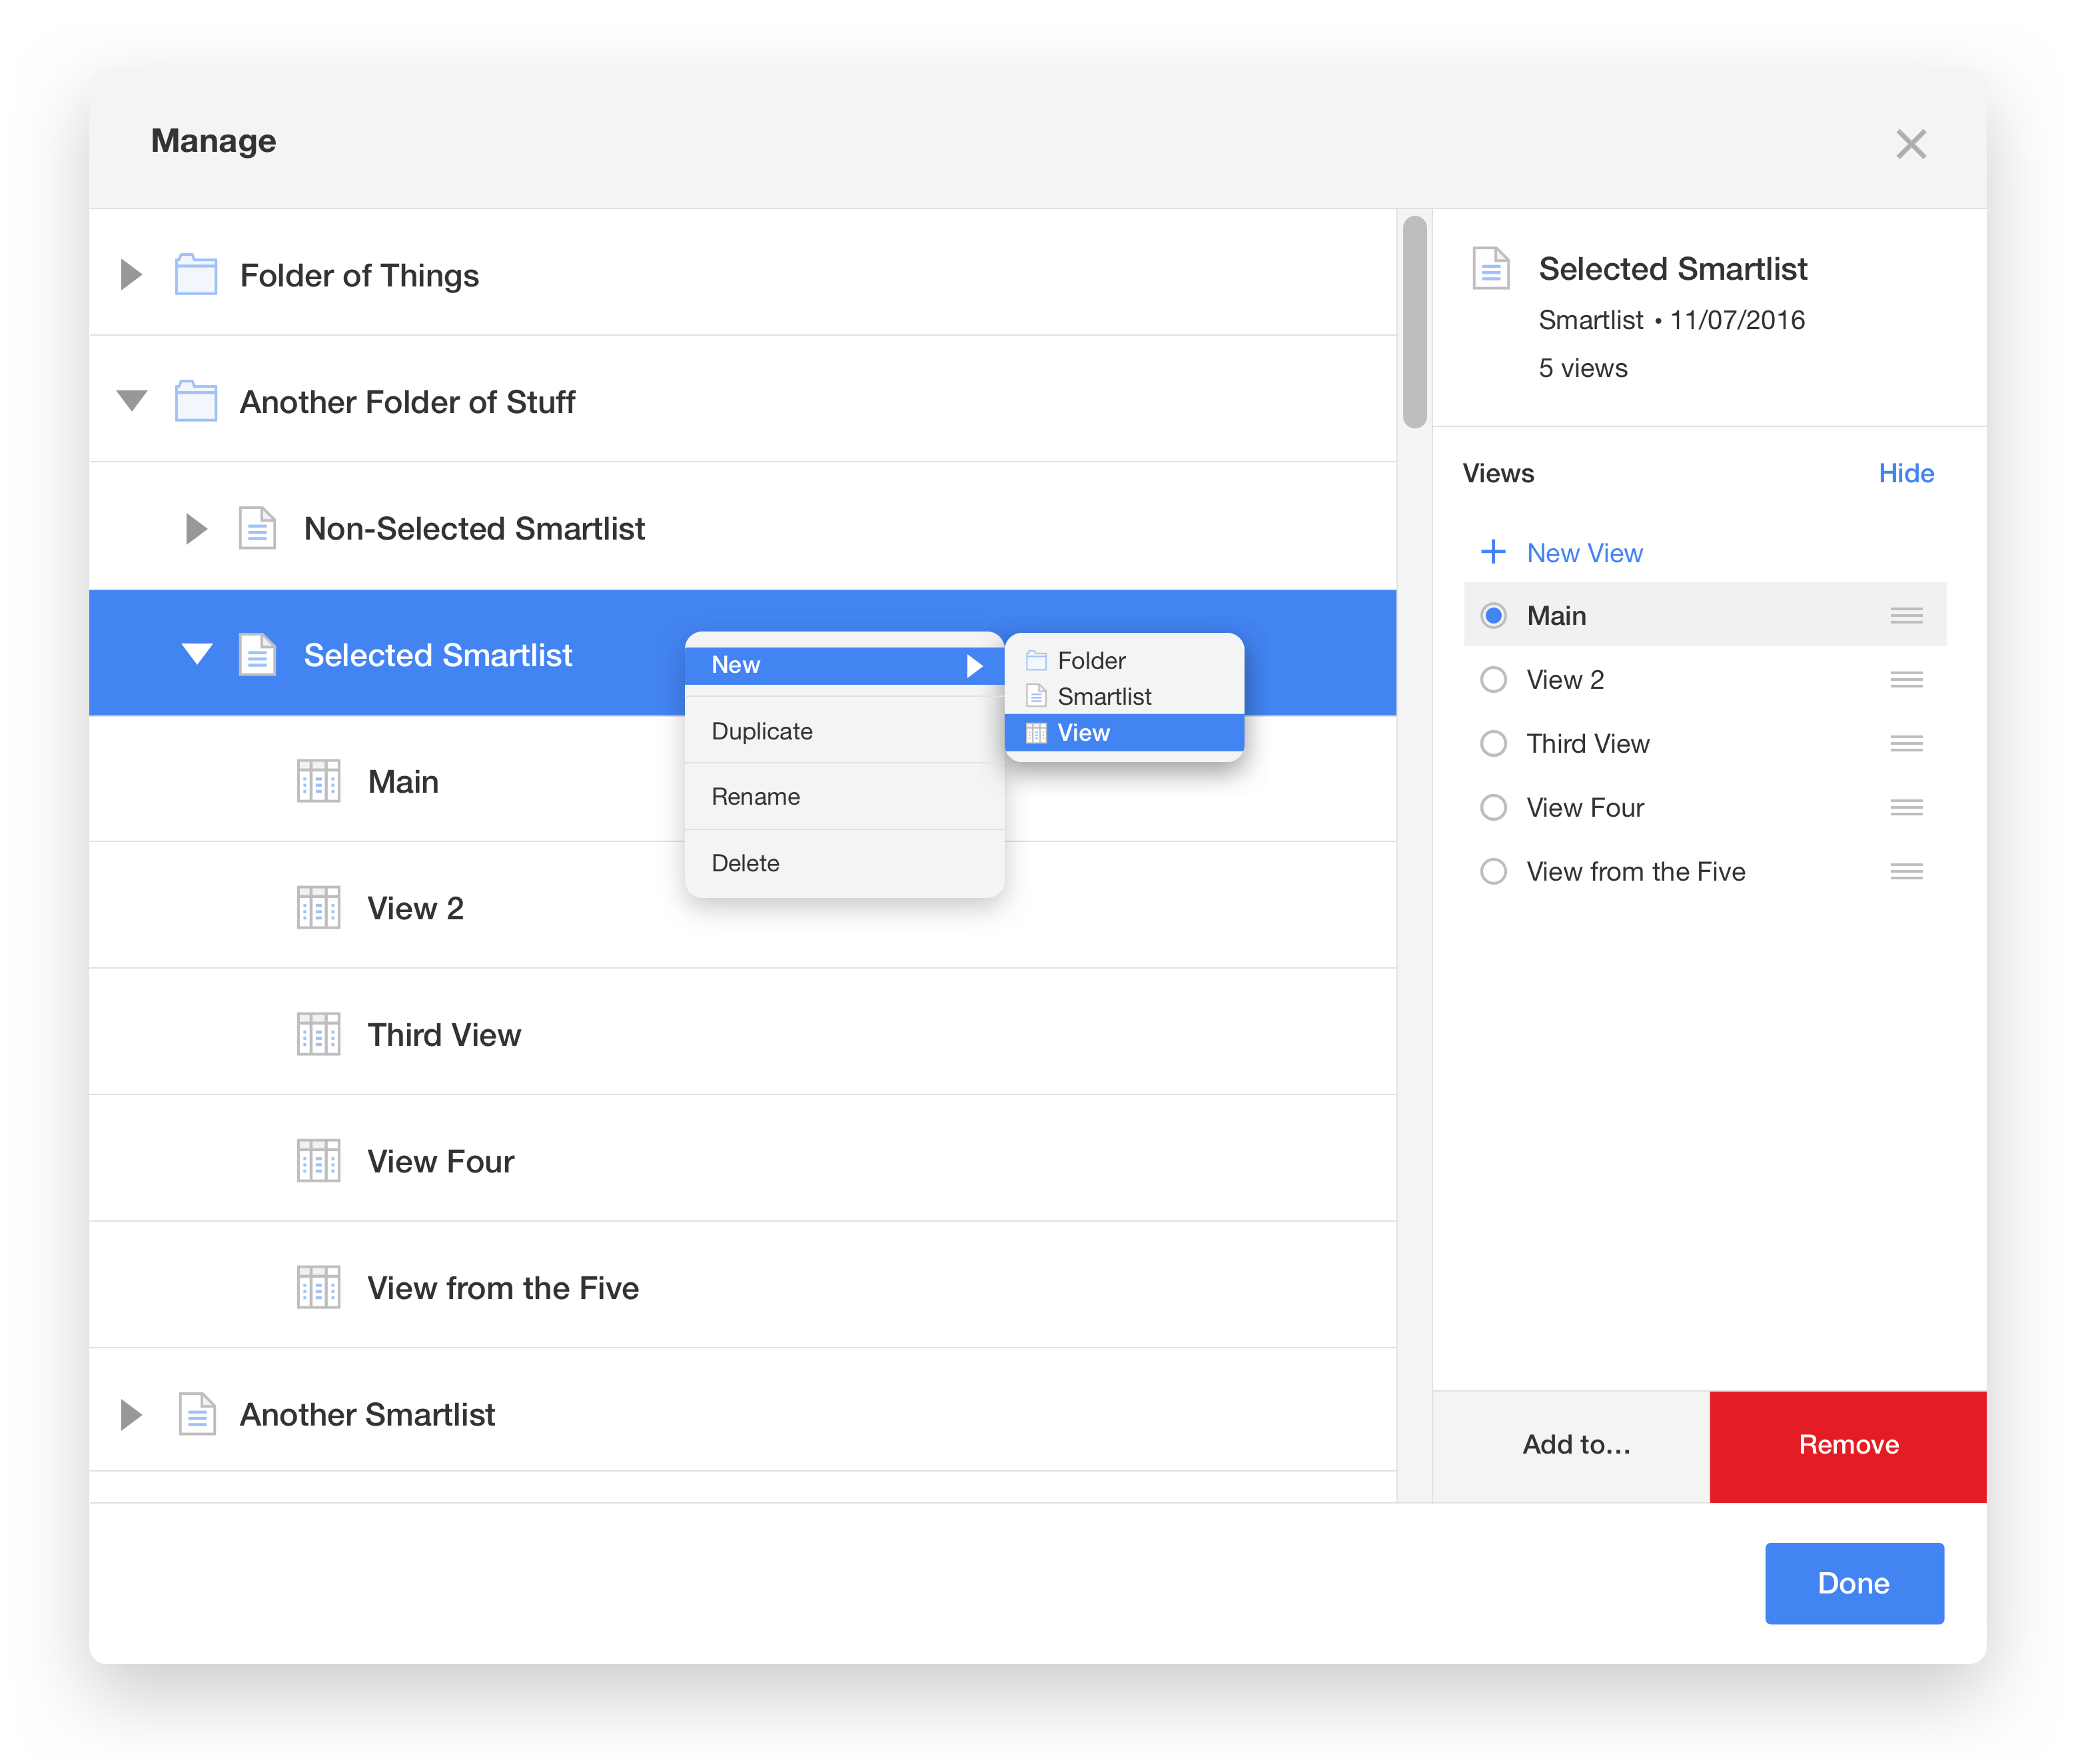 Manage
Folder of Things
Another Folder of Stuff
Non-Selected Smartlist
Selected Smartlist
Main
View 2
Third View
View Four
View from the Five
Another Smartlist
New
Duplicate
Rename
Delete
Folder
Smartlist
View
Selected Smartlist
Smartlist • 11/07/2016
5 views
Views
Hide
New View
Main
View 2
Third View
View Four
View from the Five
Add to...
Remove
Done